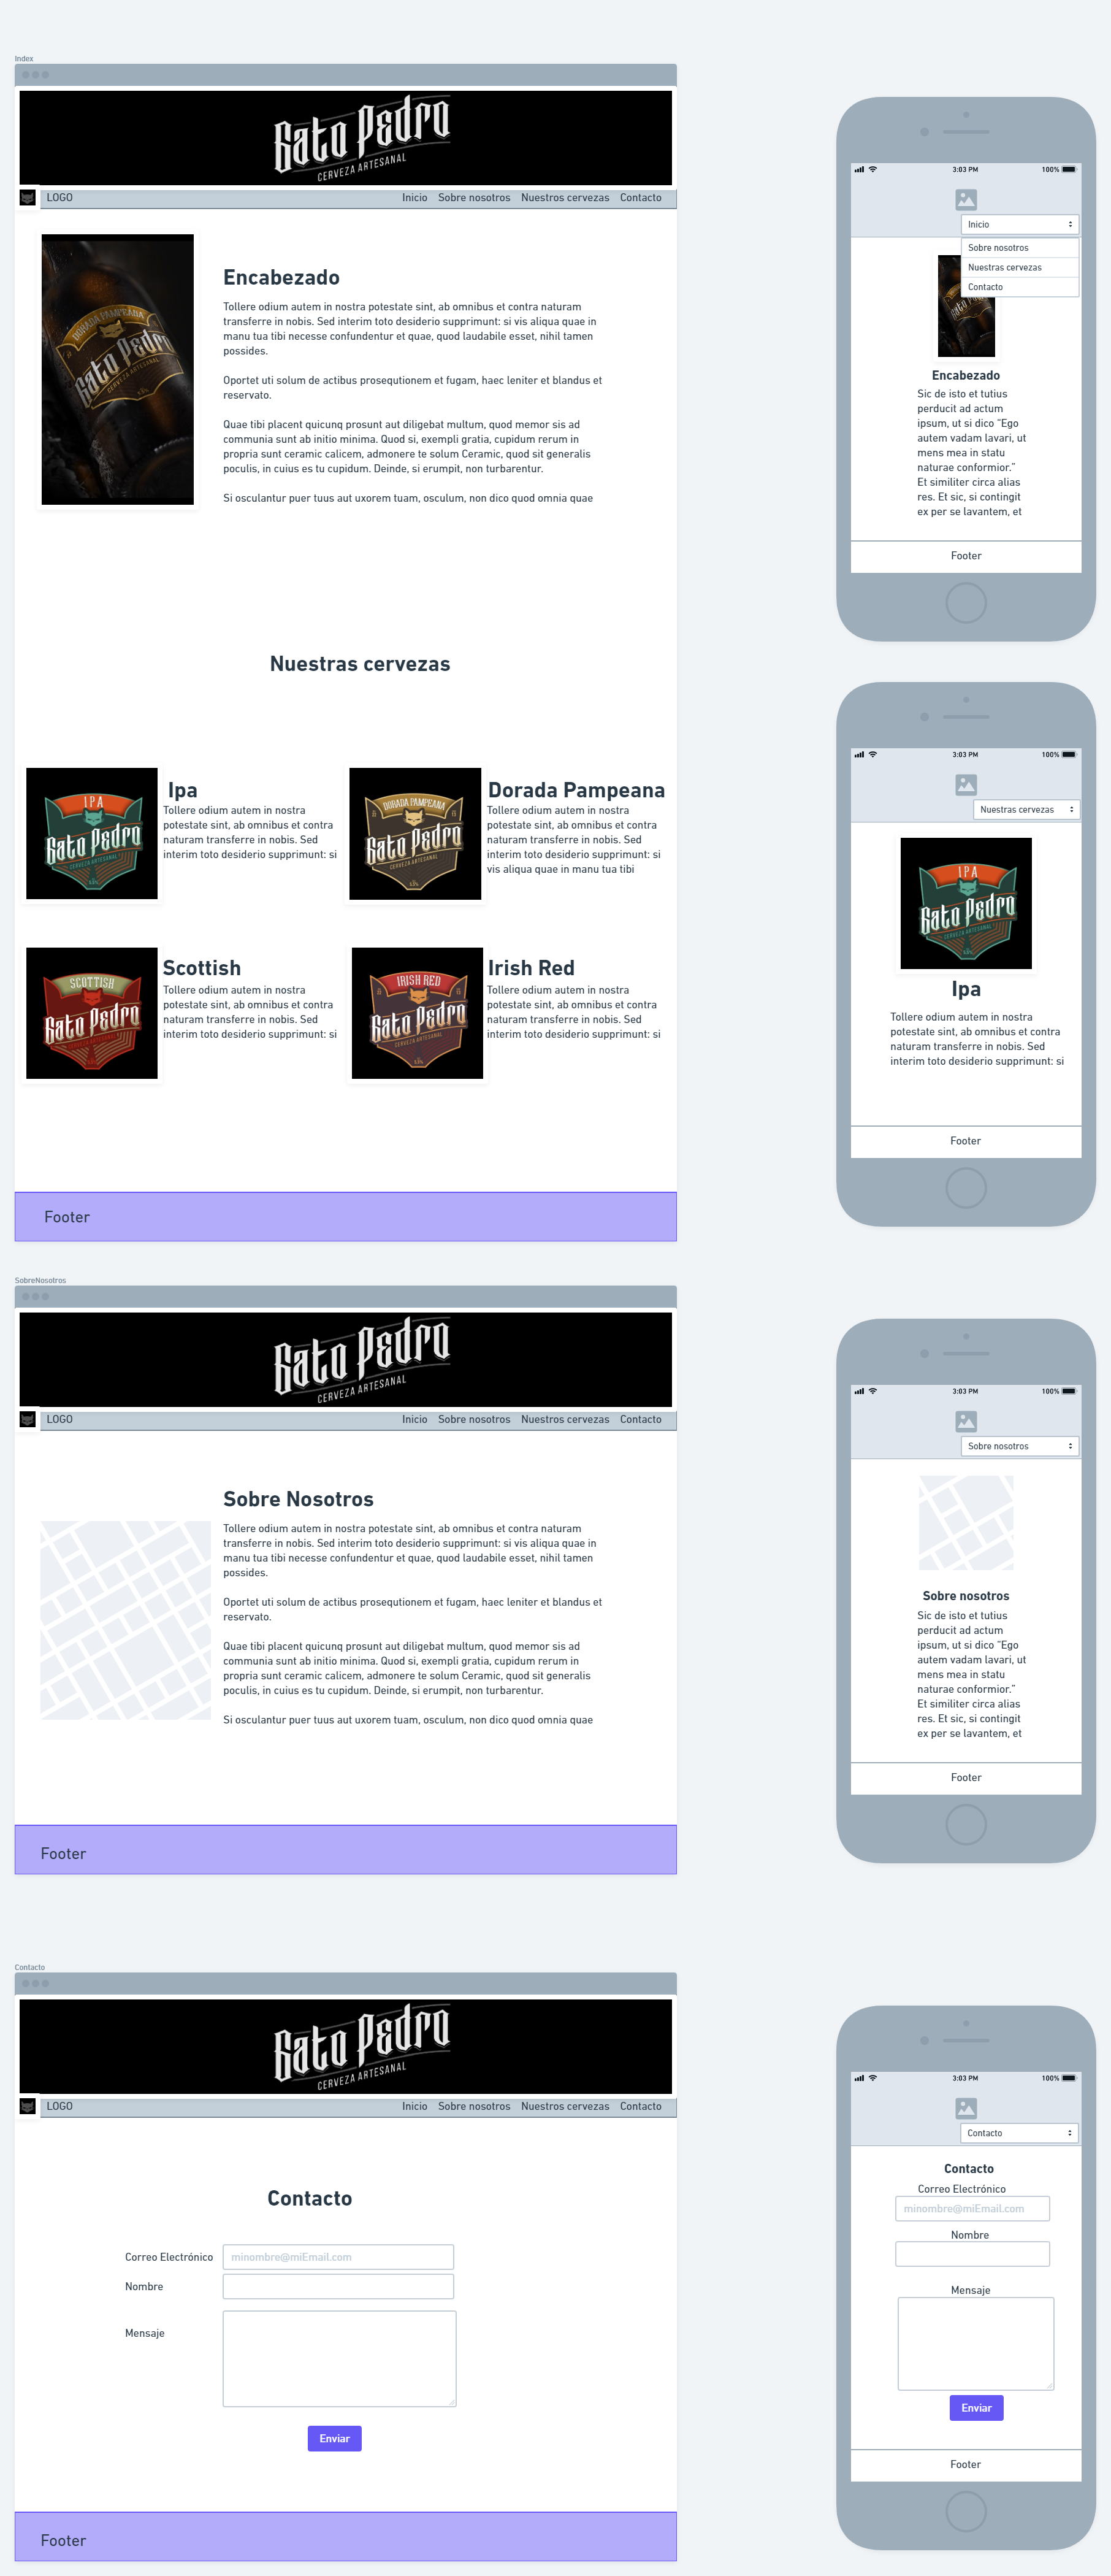 Index
Gato Pedro
CERVEZA ARTESANAL
LOGO
Inicio Sobre nosotros Nuestros cervezas Contacto
DORADA PAMPEANA
Gato Pedro
CERVEZA ARTESANAL
Encabezado
Tollere odium autem in nostra potestate sint, ab omnibus et contra naturam
transferre in nobis. Sed interim toto desiderio supprimunt: si vis aliqua quae in
manu tua tibi necesse confundentur et quae, quod laudabile esset, nihil tamen
possides.
Oportet uti solum de actibus prosequtionem et fugam, haec leniter et blandus et
reservato.
Quae tibi placent quicunq prosunt aut diligebat multum, quod memor sis ad
communia sunt ab initio minima. Quod si, exempli gratia, cupidum rerum in
propria sunt ceramic calicem, admonere te solum Ceramic, quod sit generalis
poculis, in cuius es tu cupidum. Deinde, si erumpit, non turbarentur.
Si osculantur puer tuus aut uxorem tuam, osculum, non dico quod omnia quae
Nuestras cervezas
IPA
Gato Pedro
CERVEZA ARTESANAL
Ipa
Tollere odium autem in nostra
potestate sint, ab omnibus et contra
naturam transferre in nobis. Sed
interim toto desiderio supprimunt: si
DORADA PAMPEANA
Gato Pedro
CERVEZA ARTESANAL
Dorada Pampeana
Tollere odium autem in nostra
potestate sint, ab omnibus et contra
naturam transferre in nobis. Sed
interim toto desiderio supprimunt: si
vis aliqua quae in manu tua tibi
SCOTTISH
Gato Pedro
CERVEZA ARTESANAL
Scottish
Tollere odium autem in nostra
potestate sint, ab omnibus et contra
naturam transferre in nobis. Sed
interim toto desiderio supprimunt: si
IRISH RED
Gato Pedro
CERVEZA ARTESANAL
Irish Red
Tollere odium autem in nostra
potestate sint, ab omnibus et contra
naturam transferre in nobis. Sed
interim toto desiderio supprimunt: si
Footer
3:03 PM 100%
Inicio
Sobre nosotros
Nuestras cervezas
Contacto
Gato Pedro
Encabezado
Sic de isto et tutius
perducit ad actum
ipsum, ut si dico "Ego
autem vadam lavari, ut
mens mea in statu
naturae conformior."
Et similiter circa alias
res. Et sic, si contingit
ex per se lavantem, et
Footer
3:03 PM 100%
Nuestras cervezas
IPA
Gato Pedro
CERVEZA ARTESANAL
Ipa
Tollere odium autem in nostra
potestate sint, ab omnibus et contra
naturam transferre in nobis. Sed
interim toto desiderio supprimunt: si
Footer
SobreNosotros
Gato Pedro
CERVEZA ARTESANAL
LOGO
Inicio Sobre nosotros Nuestros cervezas Contacto
Sobre Nosotros
Tollere odium autem in nostra potestate sint, ab omnibus et contra naturam
transferre in nobis. Sed interim toto desiderio supprimunt: si vis aliqua quae in
manu tua tibi necesse confundentur et quae, quod laudabile esset, nihil tamen
possides.
Oportet uti solum de actibus prosequtionem et fugam, haec leniter et blandus et
reservato.
Quae tibi placent quicunq prosunt aut diligebat multum, quod memor sis ad
communia sunt ab initio minima. Quod si, exempli gratia, cupidum rerum in
propria sunt ceramic calicem, admonere te solum Ceramic, quod sit generalis
poculis, in cuius es tu cupidum. Deinde, si erumpit, non turbarentur.
Si osculantur puer tuus aut uxorem tuam, osculum, non dico quod omnia quae
Footer
3:03 PM 100%
Sobre nosotros
Sobre nosotros
Sic de isto et tutius
perducit ad actum
ipsum, ut si dico "Ego
autem vadam lavari, ut
mens mea in statu
naturae conformior."
Et similiter circa alias
res. Et sic, si contingit
ex per se lavantem, et
Footer
Contacto
Gato Pedro
CERVEZA ARTESANAL
LOGO
Inicio Sobre nosotros Nuestros cervezas Contacto
Contacto
Correo Electrónico
minombre@miEmail.com
Nombre
Mensaje
Enviar
Footer
3:03 PM 100%
Contacto
Contacto
Correo Electrónico
minombre@miEmail.com
Nombre
Mensaje
Enviar
Footer